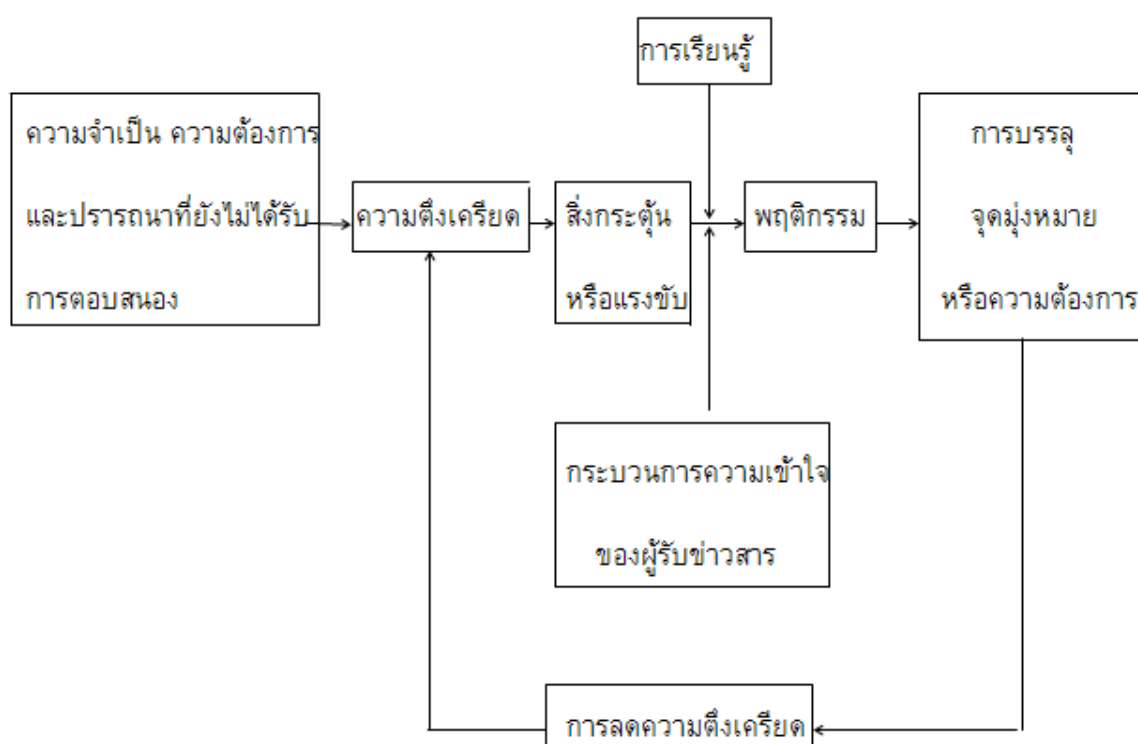 การเรียนรู้
ความจำเป็น ความต้องการ
และปรารถนาที่ยังไม่ได้รับ
การตอบสนอง
ความตึงเครียด
สิ่งกระตุ้น
หรือแรงขับ
พฤติกรรม
การบรรลุ
จุดมุ่งหมาย
หรือความต้องการ
กระบวนการความเข้าใจ
ของผู้รับข่าวสาร
การลดความตึงเครียด